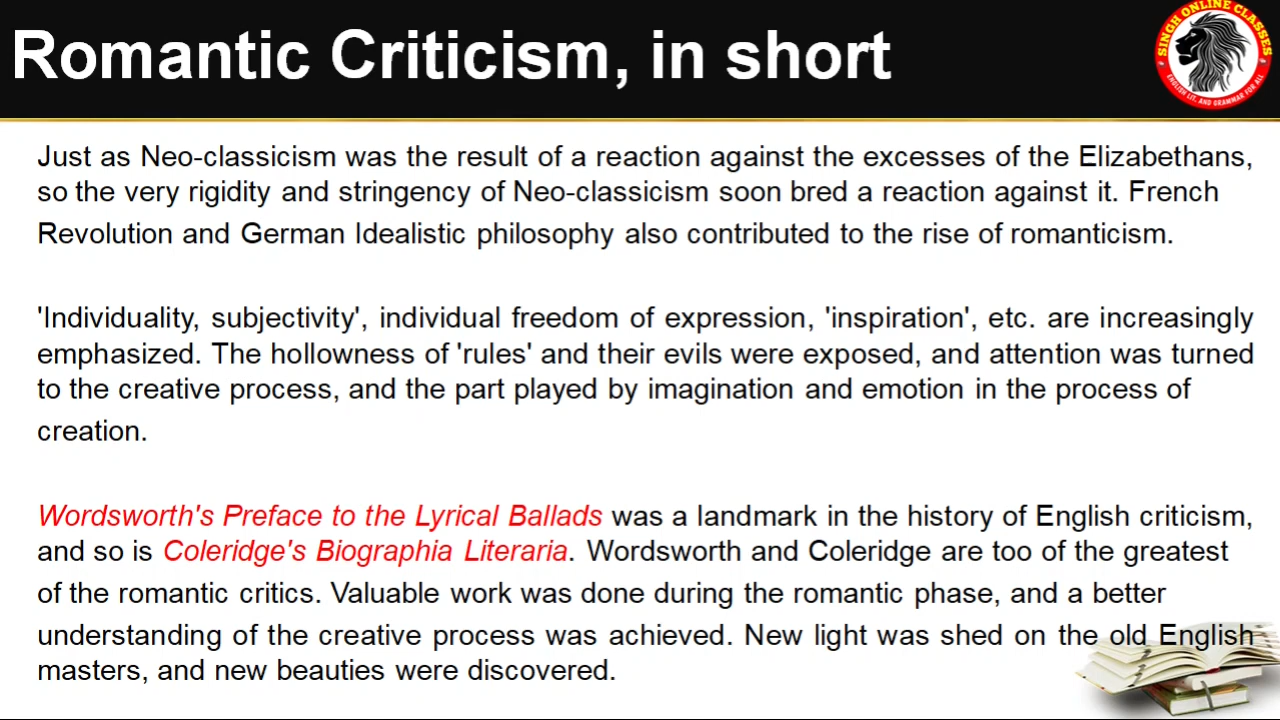 Romantic Criticism, in short
SINGH ONLINE CLASSES
ENGLISH LIT. AND GRAMMAR FOR ALL
Just as Neo-classicism was the result of a reaction against the excesses of the Elizabethans,
so the very rigidity and stringency of Neo-classicism soon bred a reaction against it. French
Revolution and German Idealistic philosophy also contributed to the rise of romanticism.
'Individuality, subjectivity', individual freedom of expression, 'inspiration', etc. are increasingly
emphasized. The hollowness of 'rules' and their evils were exposed, and attention was turned
to the creative process, and the part played by imagination and emotion in the process of
creation.
Wordsworth's Preface to the Lyrical Ballads was a landmark in the history of English criticism,
and so is Coleridge's Biographia Literaria. Wordsworth and Coleridge are too of the greatest
of the romantic critics. Valuable work was done during the romantic phase, and a better
understanding of the creative process was achieved. New light was shed on the old English
masters, and new beauties were discovered.